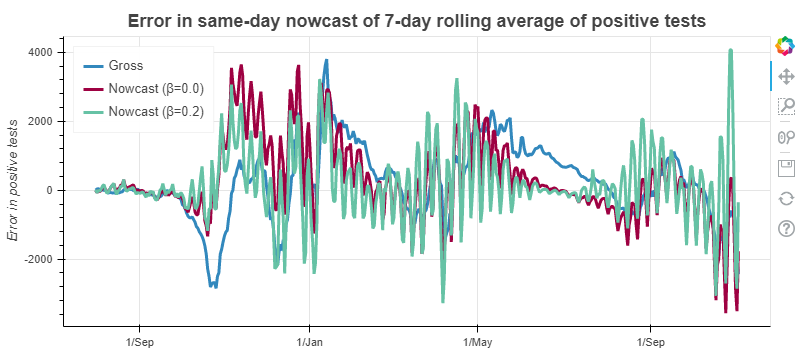 Error in same-day nowcast of 7-day rolling average of positive tests
Gross
Nowcast (β=0.0)
Nowcast (β=0.2)
Error in positive tests
4000
2000
0
-2000
1/Sep
1/Jan
1/May
1/Sep